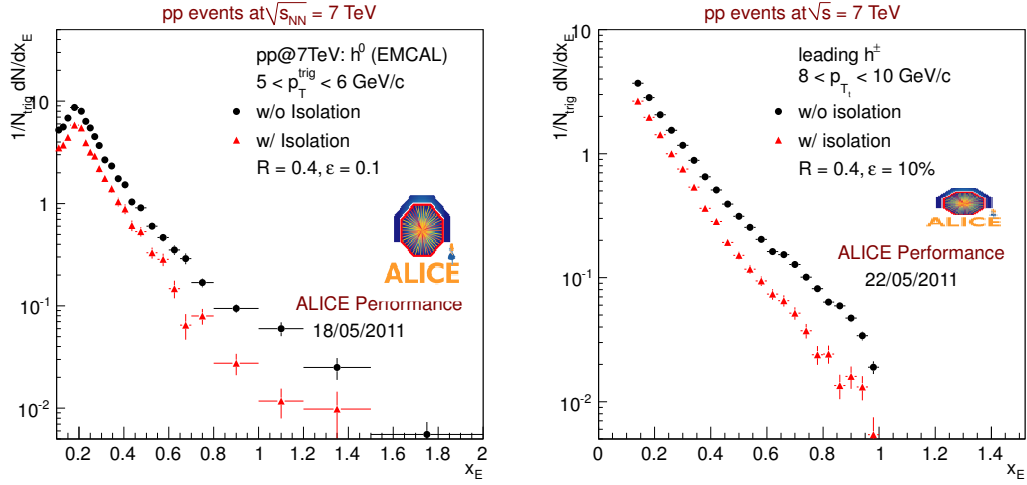 pp events at √s_NN = 7 TeV
1/N_trig dN/dx_E
pp@7TeV: h^0 (EMCAL)
5 < p_T^trig < 6 GeV/c
w/o Isolation
w/ Isolation
R = 0.4, ε = 0.1
ALICE
ALICE Performance
18/05/2011
10
1
10^-1
10^-2
0.2 0.4 0.6 0.8 1 1.2 1.4 1.6 1.8 2
x_E
pp events at √s = 7 TeV
1/N_trig dN/dx_E
leading h^±
8 < p_T_t < 10 GeV/c
w/o isolation
w/ isolation
R = 0.4, ε = 10%
ALICE
ALICE Performance
22/05/2011
10
1
10^-1
10^-2
0 0.2 0.4 0.6 0.8 1 1.2 1.4
x_E